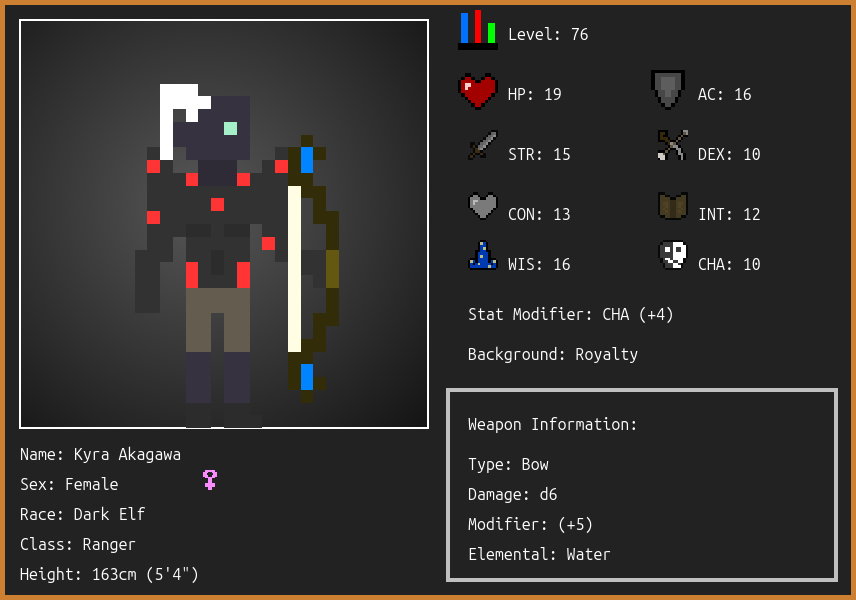 Level: 76
HP: 19
AC: 16
STR: 15
DEX: 10
CON: 13
INT: 12
WIS: 16
CHA: 10
Stat Modifier: CHA (+4)
Background: Royalty
Weapon Information:
Type: Bow
Damage: d6
Modifier: (+5)
Elemental: Water
Name: Kyra Akagawa
Sex: Female
Race: Dark Elf
Class: Ranger
Height: 163cm (5'4")